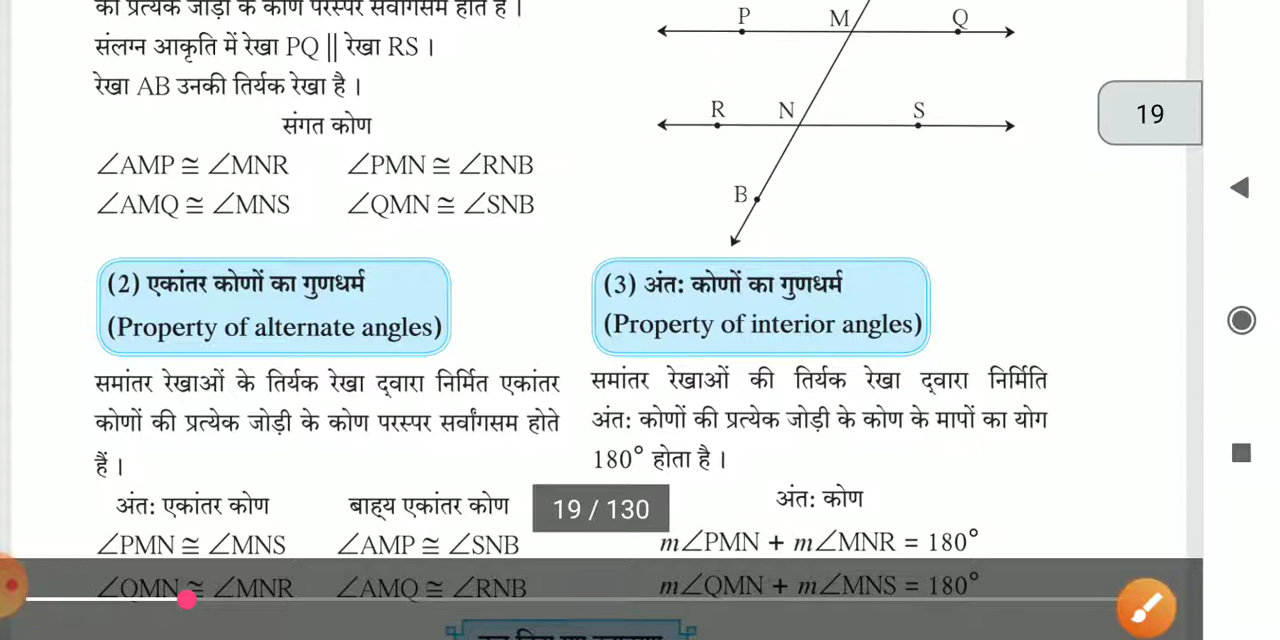 की प्रत्येक जोड़ी के कोण परस्पर सर्वांगसम होते हैं ।
संलग्न आकृति में रेखा PQ || रेखा RS ।
रेखा AB उनकी तिर्यक रेखा है ।
संगत कोण
∠AMP ≅ ∠MNR ∠PMN ≅ ∠RNB
∠AMQ ≅ ∠MNS ∠QMN ≅ ∠SNB
P M Q
R N S
B
19
(2) एकांतर कोणों का गुणधर्म
(Property of alternate angles)
समांतर रेखाओं के तिर्यक रेखा द्वारा निर्मित एकांतर
कोणों की प्रत्येक जोड़ी के कोण परस्पर सर्वांगसम होते
हैं ।
अंतः एकांतर कोण बाह्य एकांतर कोण
∠PMN ≅ ∠MNS ∠AMP ≅ ∠SNB
∠QMN ≅ ∠MNR ∠AMQ ≅ ∠RNB
(3) अंतः कोणों का गुणधर्म
(Property of interior angles)
समांतर रेखाओं की तिर्यक रेखा द्वारा निर्मिति
अंतः कोणों की प्रत्येक जोड़ी के कोण के मापों का योग
180° होता है ।
अंतः कोण
m∠PMN + m∠MNR = 180°
m∠QMN + m∠MNS = 180°
19 / 130